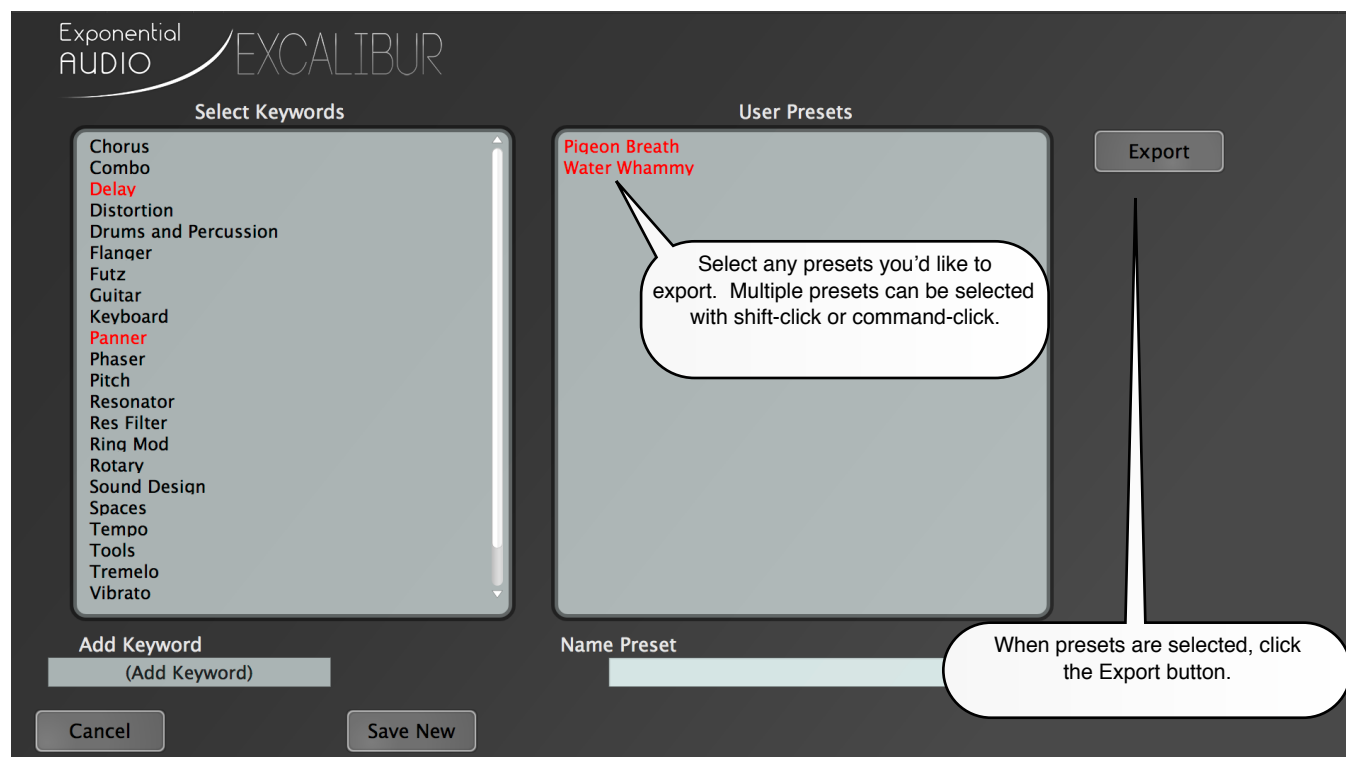 Exponential
AUDIO
EXCALIBUR
Select Keywords
Chorus
Combo
Delay
Distortion
Drums and Percussion
Flanger
Futz
Guitar
Keyboard
Panner
Phaser
Pitch
Resonator
Res Filter
Ring Mod
Rotary
Sound Design
Spaces
Tempo
Tools
Tremelo
Vibrato
User Presets
Pigeon Breath
Water Whammy
Select any presets you’d like to
export.  Multiple presets can be selected
with shift-click or command-click.
Export
When presets are selected, click
the Export button.
Add Keyword
(Add Keyword)
Name Preset
Cancel
Save New